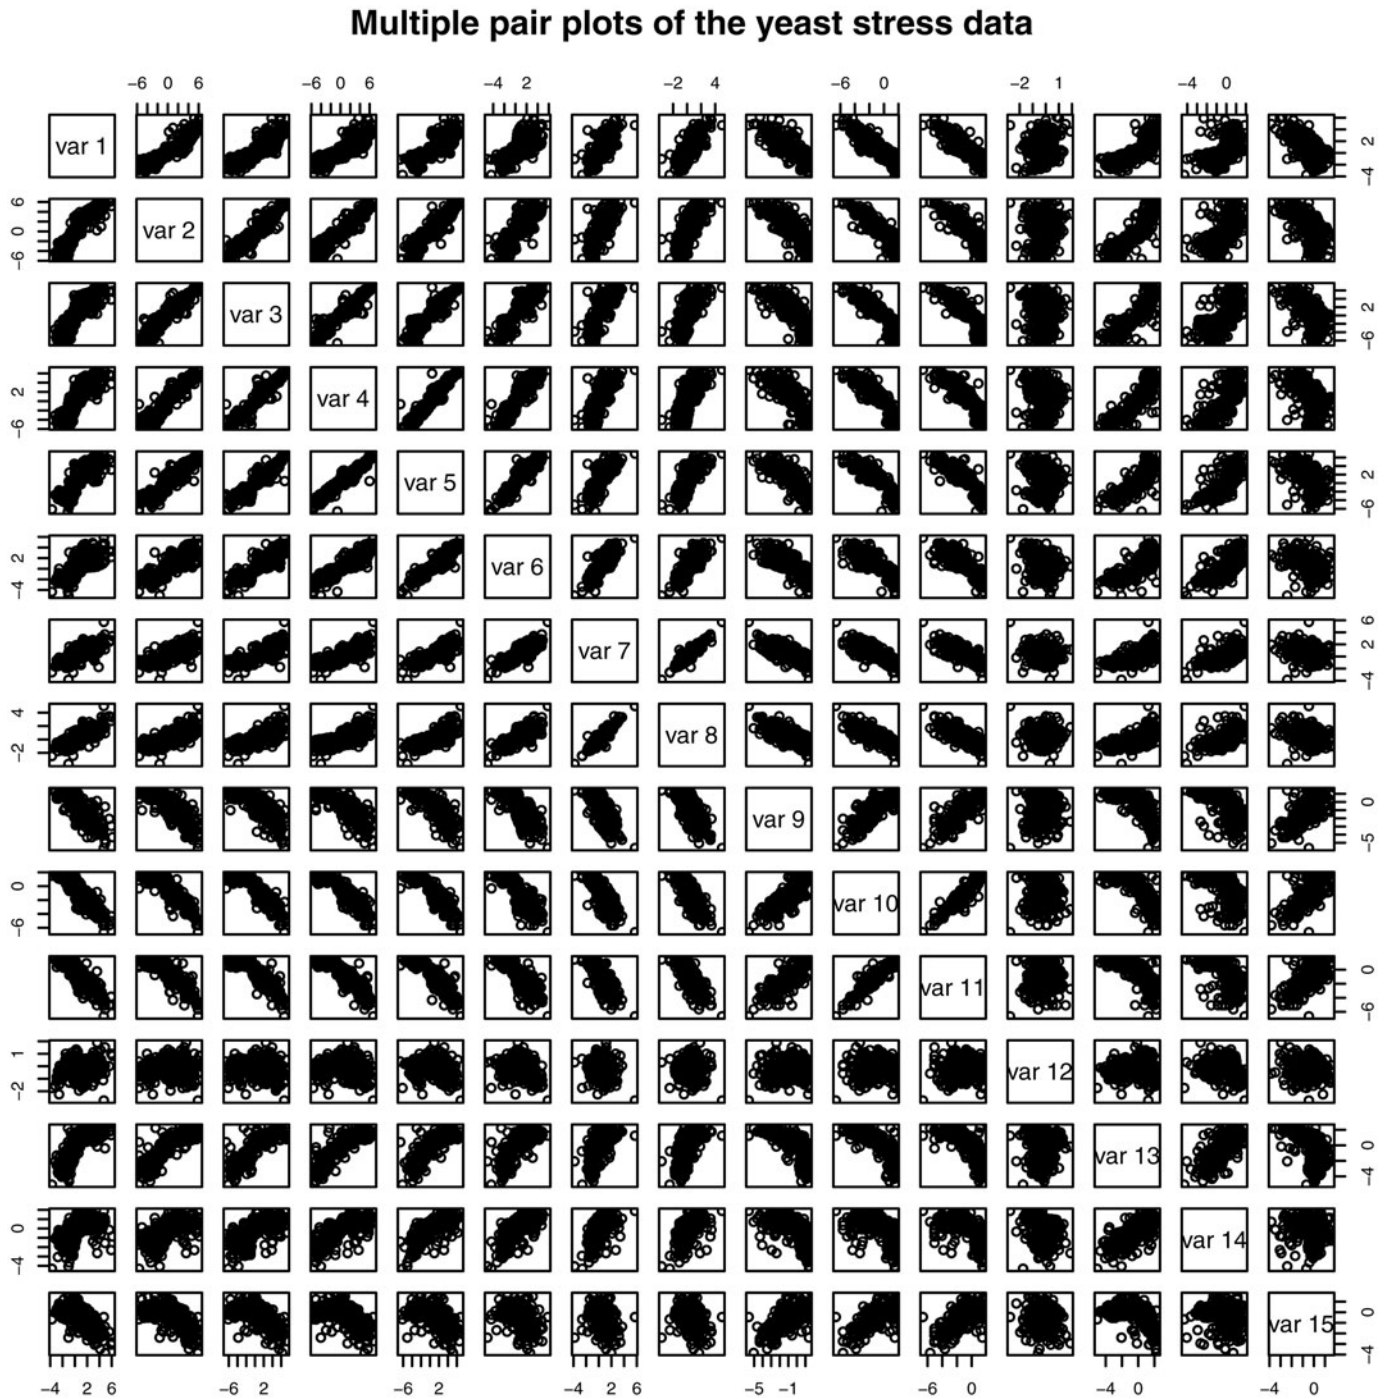 Multiple pair plots of the yeast stress data
−6 0 6 −6 0 6 −4 2 −2 4 −6 0 −2 1 −4 0
var 1
2
−4
6
0
−6
var 2
var 3
2
−6
2
−6
var 4
var 5
2
−6
2
−4
var 6
var 7
6
2
−4
4
−2
var 8
var 9
0
−5
0
−6
var 10
var 11
0
−6
1
−2
var 12
var 13
0
−4
0
−4
var 14
var 15
0
−4
−4 2 6 −6 2 −6 2 −4 2 6 −5 −1 −6 0 −4 0 −4 0